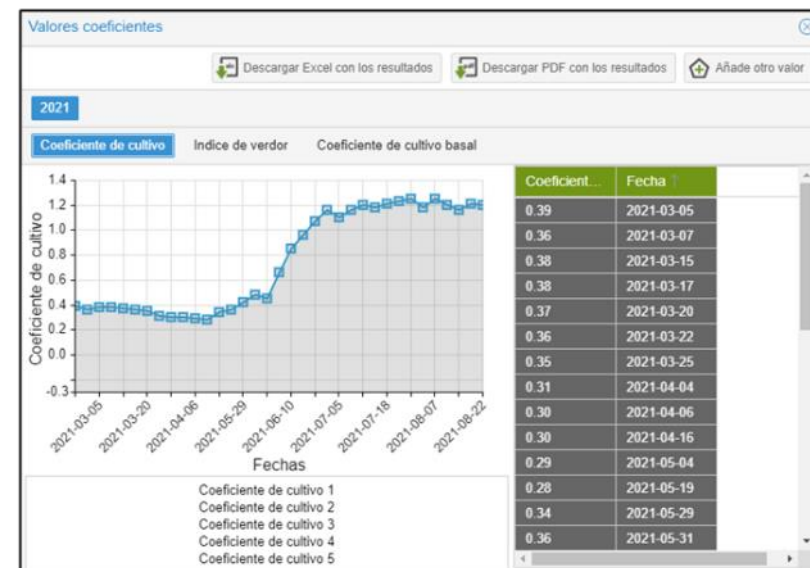 Valores coeficientes
Descargar Excel con los resultados
Descargar PDF con los resultados
Añade otro valor
2021
Coeficiente de cultivo
Indice de verdor
Coeficiente de cultivo basal
1.4
1.2
1.0
0.8
0.6
0.4
0.2
0.0
-0.3
Coeficiente de cultivo
2021-03-05
2021-03-20
2021-04-06
2021-05-29
2021-06-10
2021-07-05
2021-07-18
2021-08-07
2021-08-22
Fechas
Coeficiente de cultivo 1
Coeficiente de cultivo 2
Coeficiente de cultivo 3
Coeficiente de cultivo 4
Coeficiente de cultivo 5
Coeficient... Fecha
0.39 2021-03-05
0.36 2021-03-07
0.38 2021-03-15
0.38 2021-03-17
0.37 2021-03-20
0.36 2021-03-22
0.35 2021-03-25
0.31 2021-04-04
0.30 2021-04-06
0.30 2021-04-16
0.29 2021-05-04
0.28 2021-05-19
0.34 2021-05-29
0.36 2021-05-31